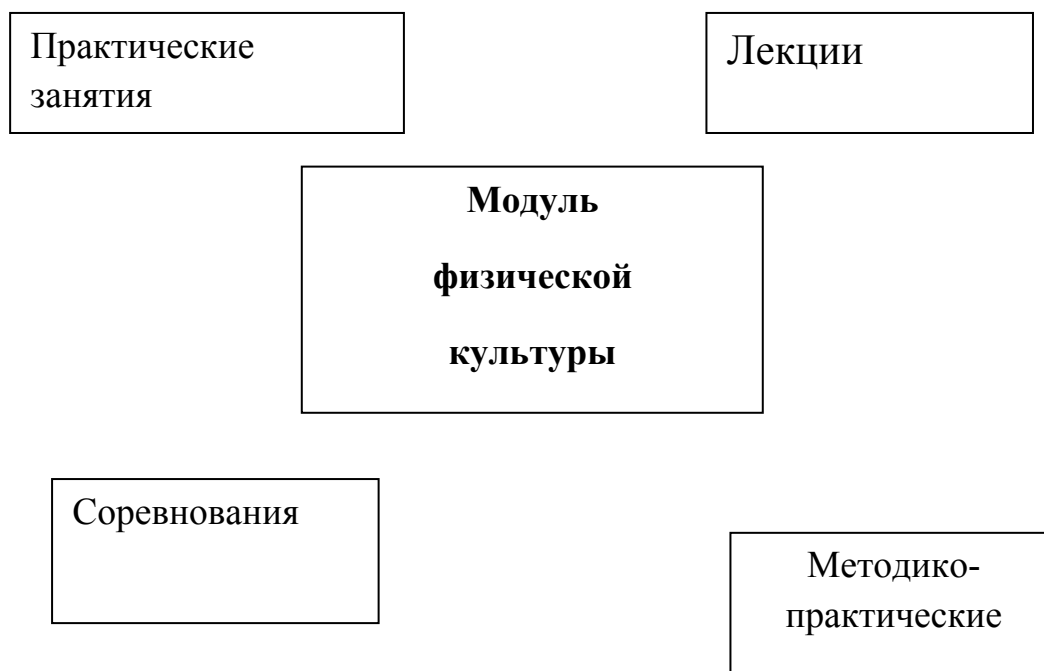 Практические
занятия
Лекции
Модуль
физической
культуры
Соревнования
Методико-
практические